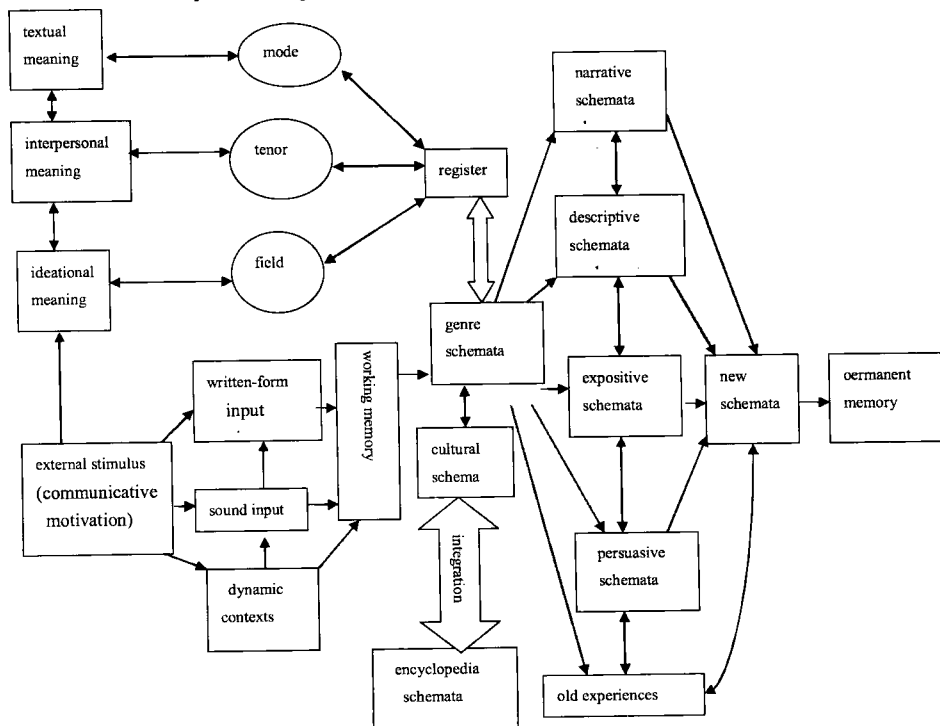 textual
meaning
mode
narrative
schemata
interpersonal
meaning
tenor
register
descriptive
schemata
ideational
meaning
field
genre
schemata
written-form
input
working memory
expositive
schemata
new
schemata
oermanent
memory
external stimulus
(communicative
motivation)
sound input
cultural
schema
integration
persuasive
schemata
dynamic
contexts
encyclopedia
schemata
old experiences